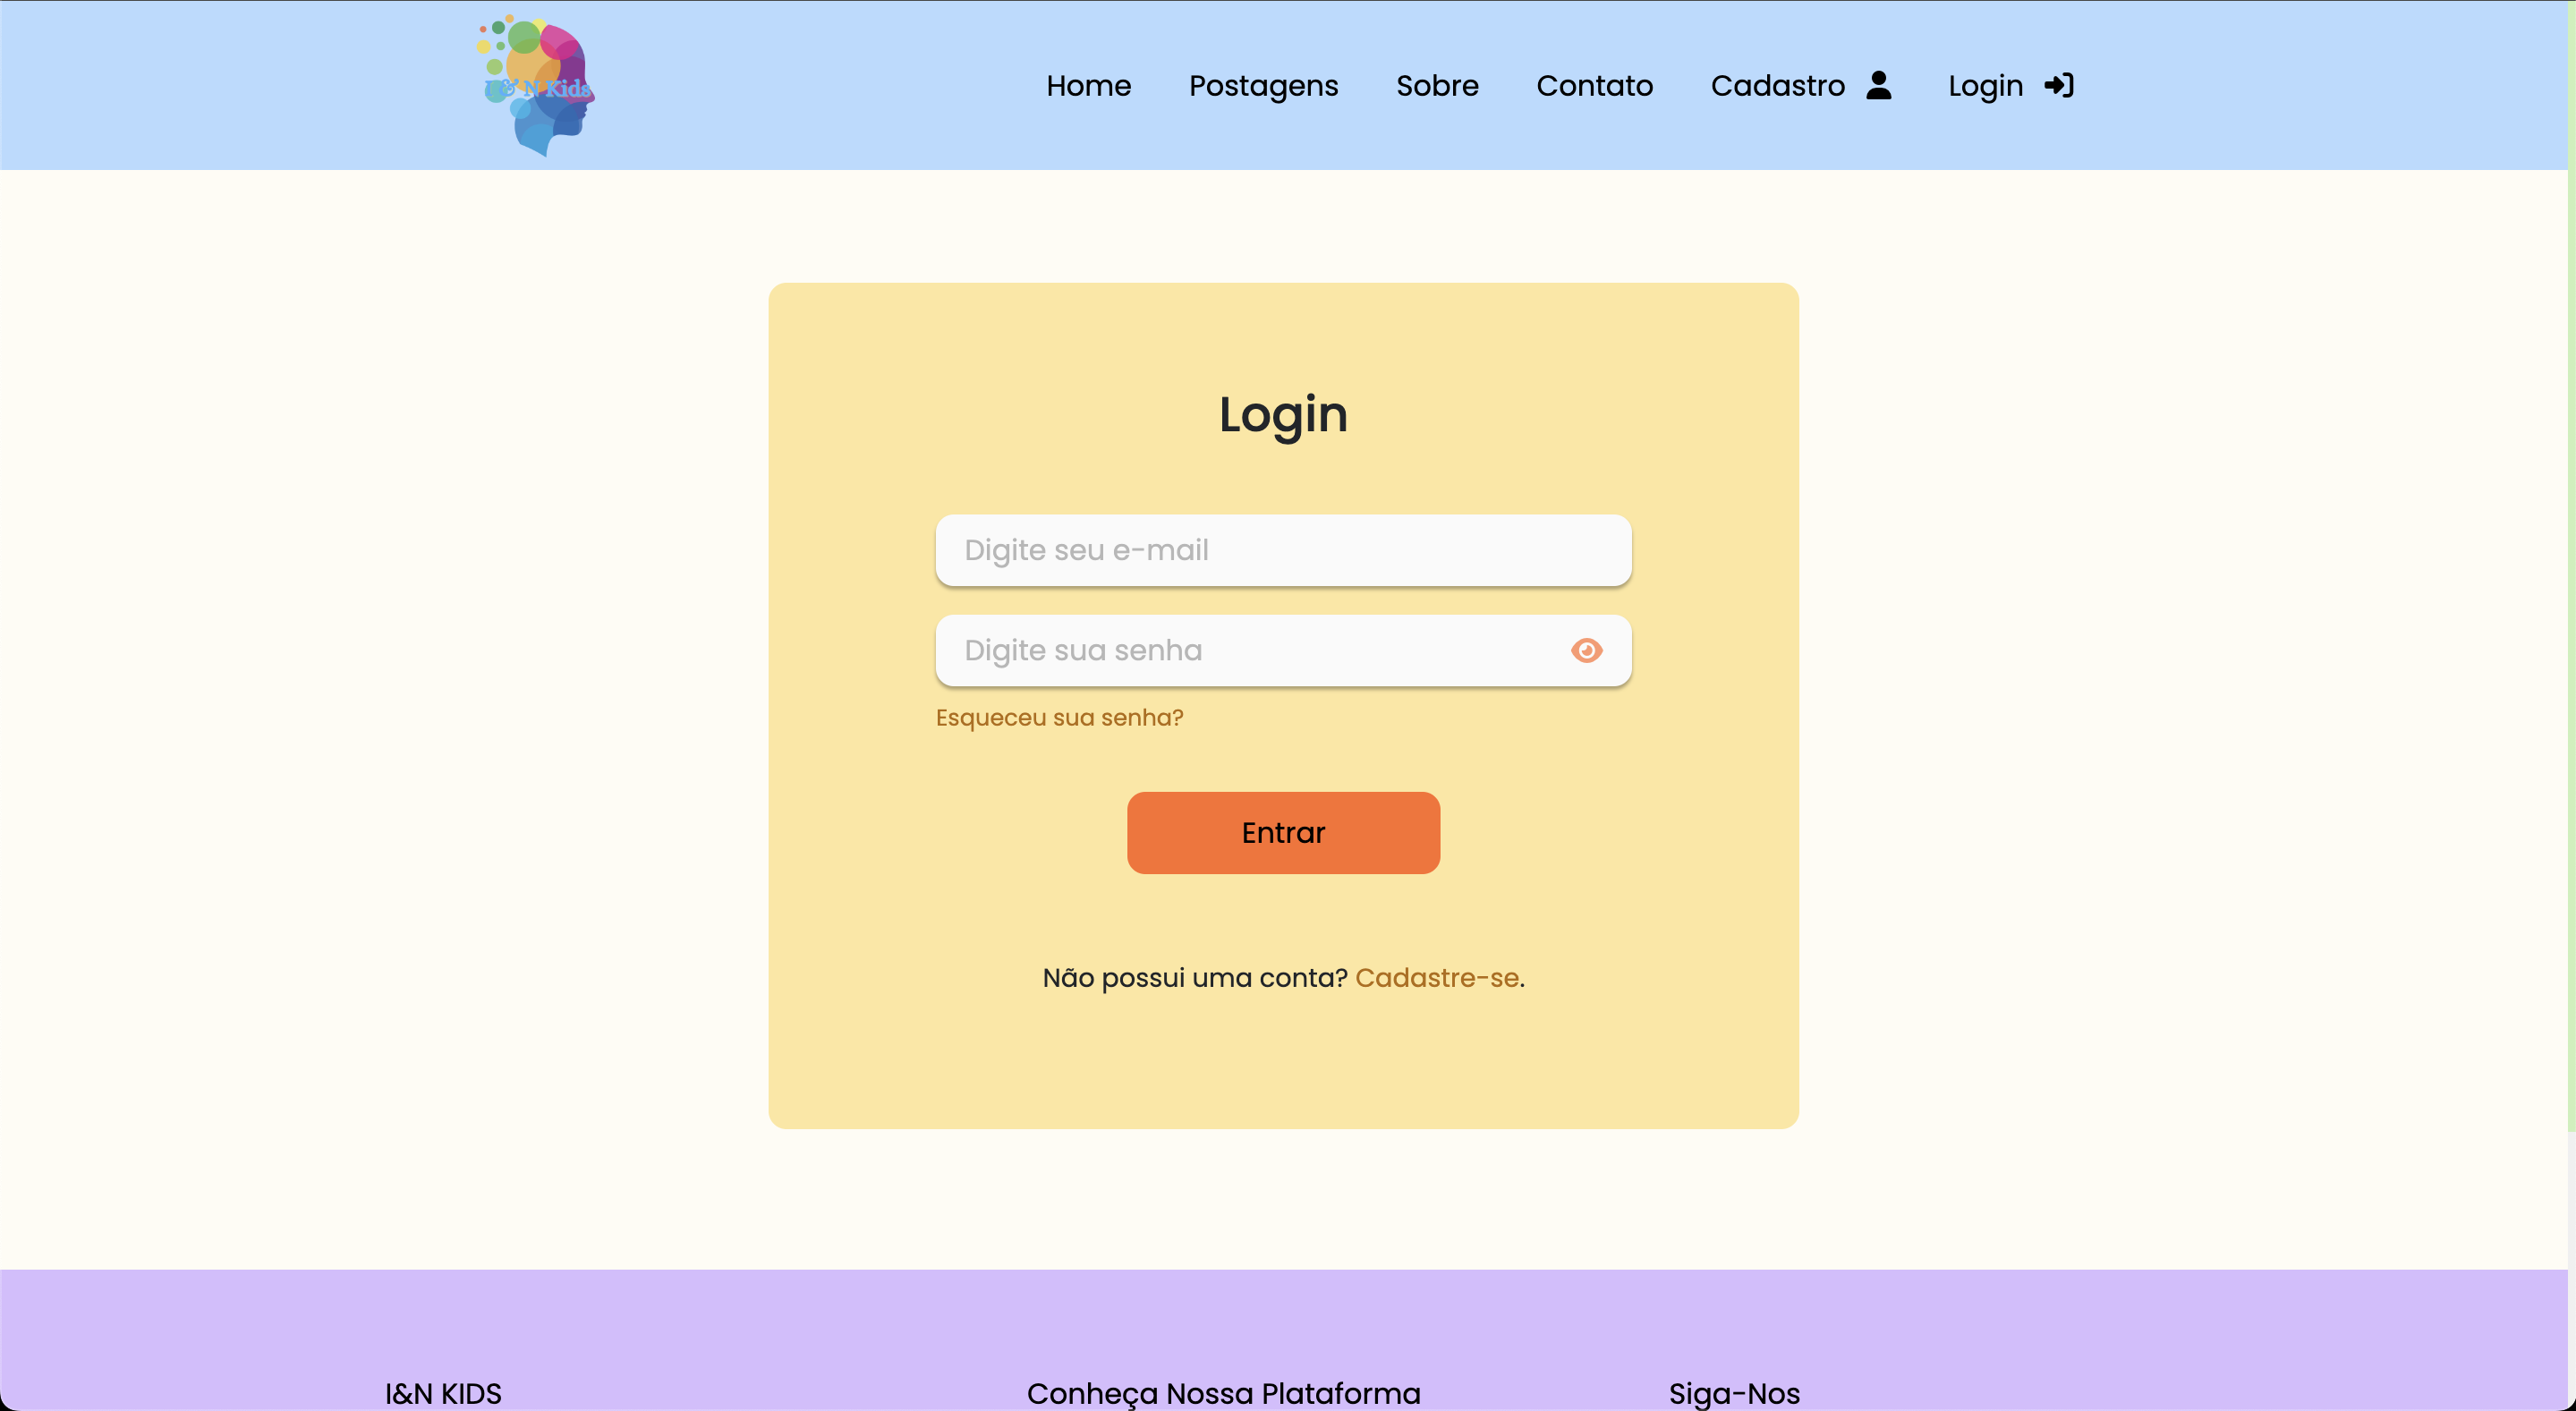 I & N Kids
Home Postagens Sobre Contato Cadastro Login
Login
Digite seu e-mail
Digite sua senha
Esqueceu sua senha?
Entrar
Não possui uma conta? Cadastre-se.
I&N KIDS Conheça Nossa Plataforma Siga-Nos